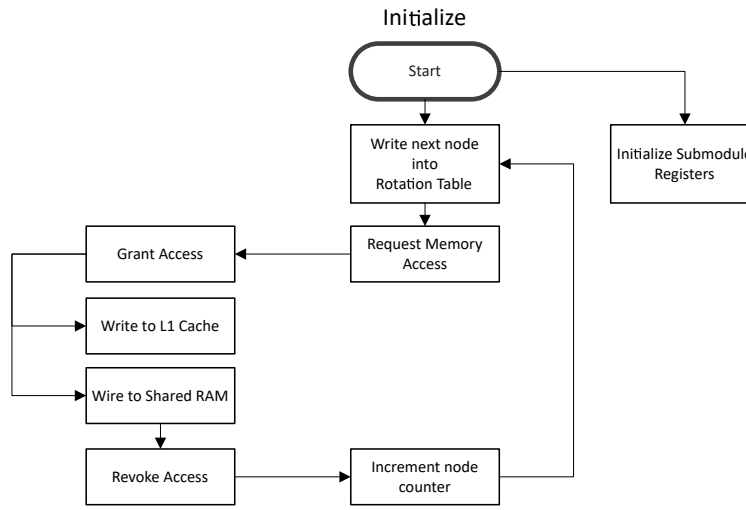 Initialize
Start
Write next node
into
Rotation Table
Initialize Submodule
Registers
Grant Access
Request Memory
Access
Write to L1 Cache
Wire to Shared RAM
Revoke Access
Increment node
counter